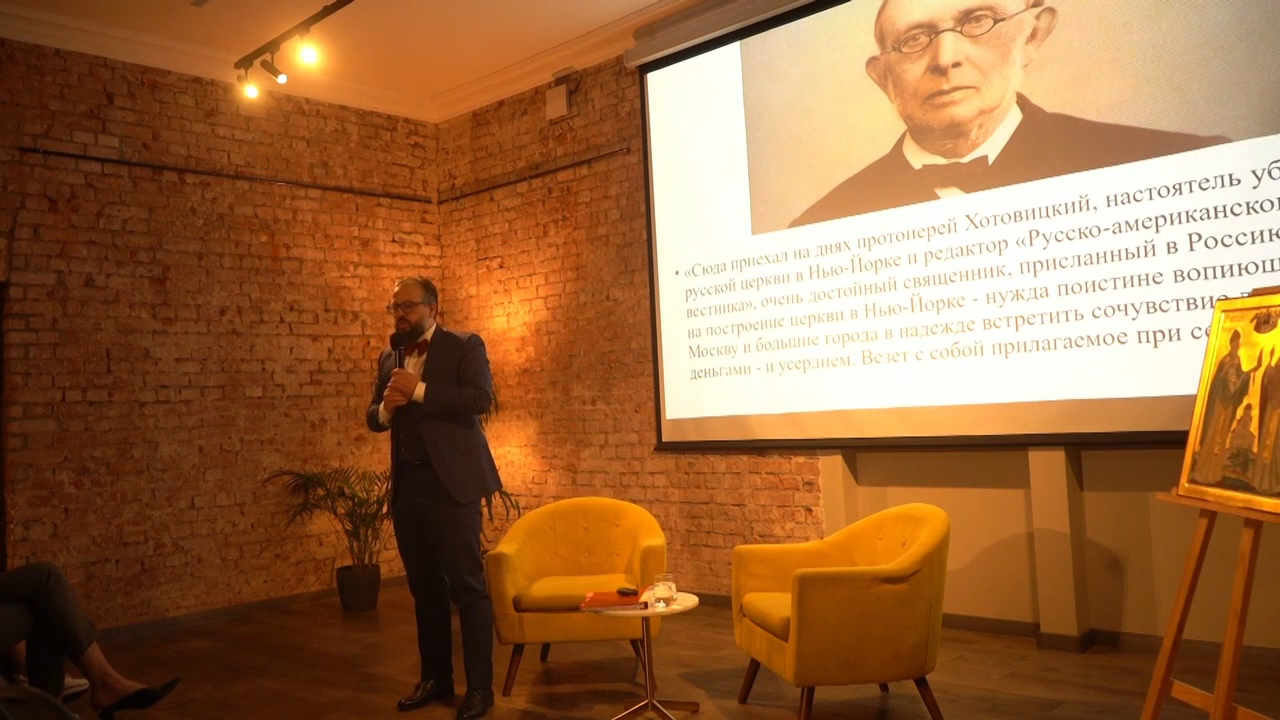 • «Сюда приехал на днях протоиерей Хотовицкий, настоятель
русской церкви в Нью-Йорке и редактор «Русско-американского
вестника», очень достойный священник, присланный в Россию
на построение церкви в Нью-Йорке - нужда поистине
Москву и большие города в надежде встретить сочувствие
деньгами - и усердием. Везет с собой прилагаемое при